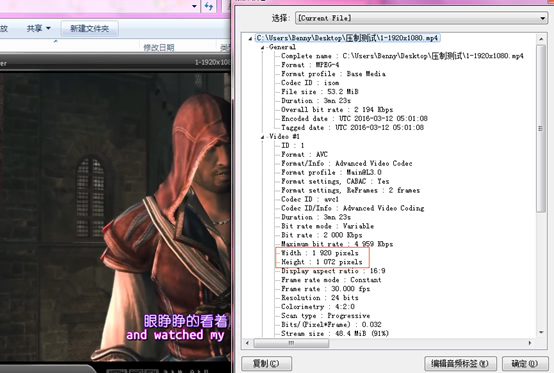 放
共享 ▼
新建文件夹
修改日期
1-1920x1080.
选择:
[Current File]
C:\Users\Benny\Desktop\压制测试\1-1920x1080.mp4
General
Complete name : C:\Users\Benny\Desktop\压制测试\1-1920x1080.mp4
Format : MPEG-4
Format profile : Base Media
Codec ID : isom
File size : 53.2 MiB
Duration : 3mn 23s
Overall bit rate : 2 194 Kbps
Encoded date : UTC 2016-03-12 05:01:08
Tagged date : UTC 2016-03-12 05:01:08
Video #1
ID : 1
Format : AVC
Format/Info : Advanced Video Codec
Format profile : Main@L3.0
Format settings, CABAC : Yes
Format settings, ReFrames : 2 frames
Codec ID : avc1
Codec ID/Info : Advanced Video Coding
Duration : 3mn 23s
Bit rate mode : Variable
Bit rate : 2 000 Kbps
Maximum bit rate : 4 959 Kbps
Width : 1 920 pixels
Height : 1 072 pixels
Display aspect ratio : 16:9
Frame rate mode : Constant
Frame rate : 30.000 fps
Resolution : 24 bits
Colorimetry : 4:2:0
Scan type : Progressive
Bits/(Pixel*Frame) : 0.032
Stream size : 48.4 MiB (91%)
眼睁睁的看着
and watched my
复制(C)
编辑音频标签(T)
确定(O)